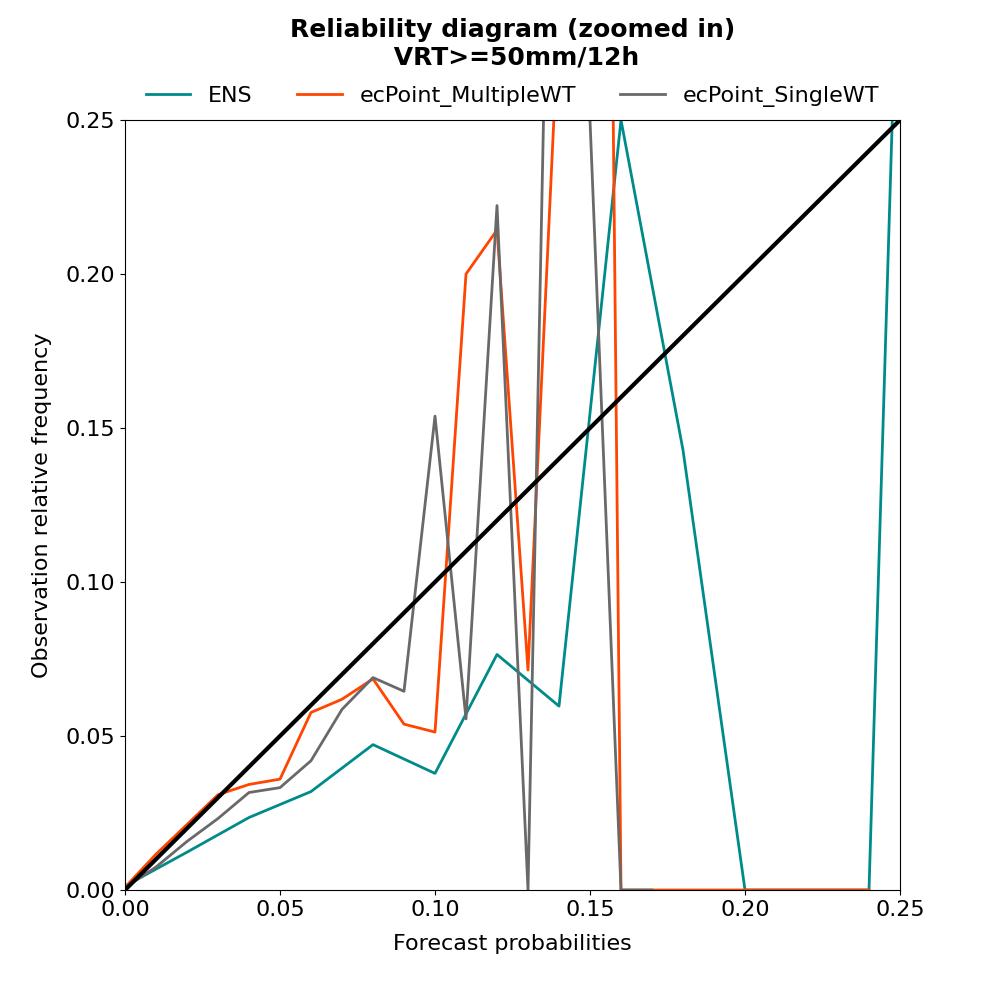 Reliability diagram (zoomed in)
VRT>=50mm/12h
ENS ecPoint_MultipleWT ecPoint_SingleWT
0.25
0.20
0.15
0.10
0.05
0.00
Observation relative frequency
0.00 0.05 0.10 0.15 0.20 0.25
Forecast probabilities